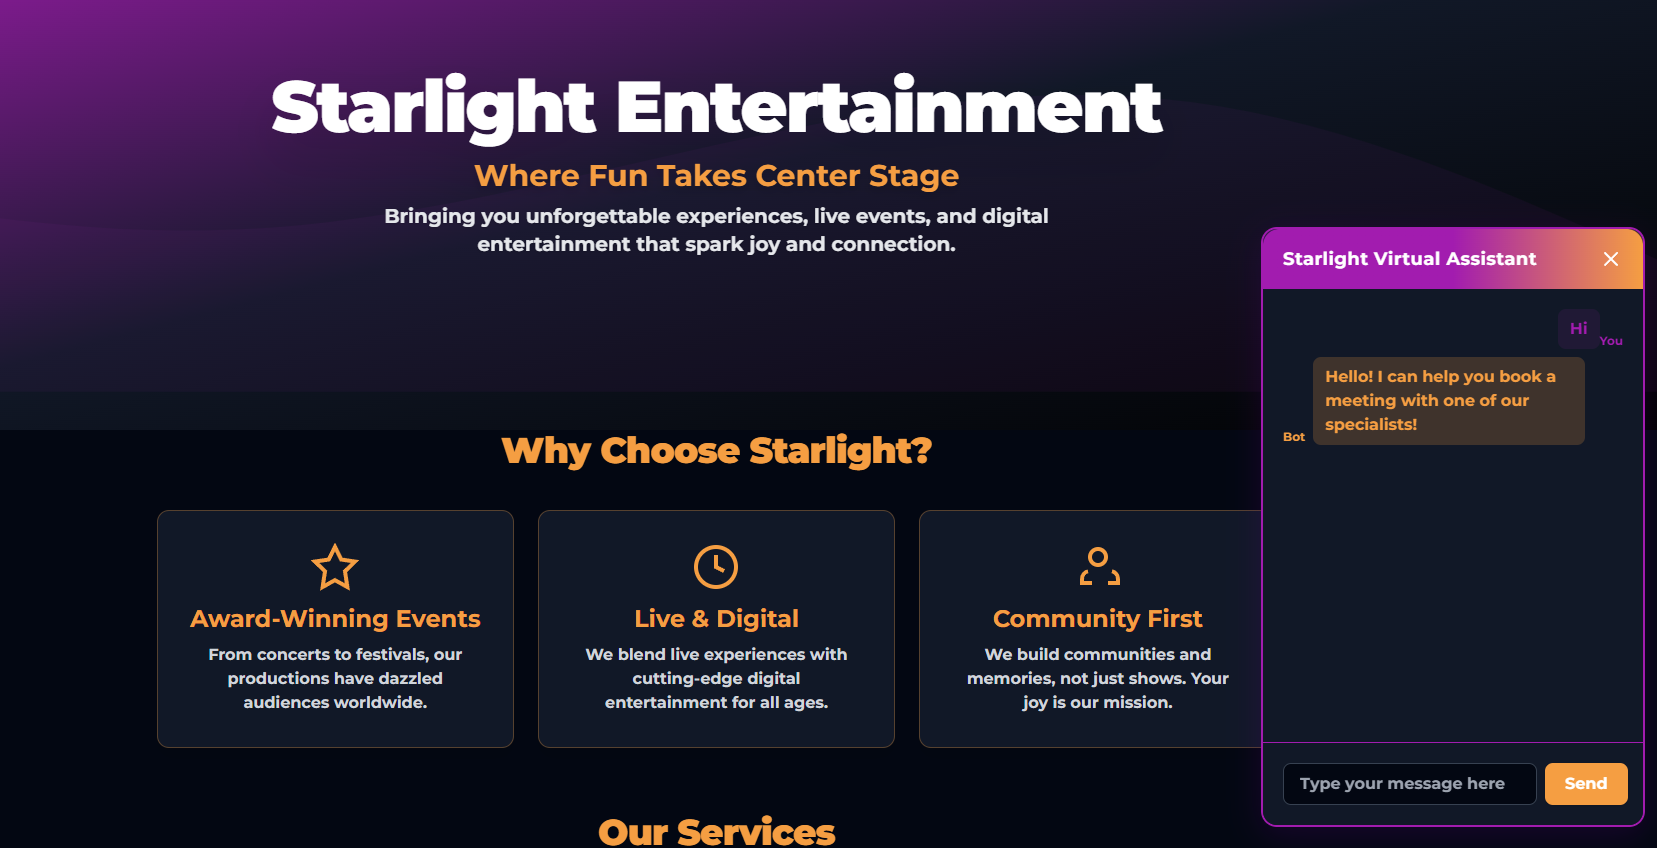 Starlight Entertainment
Where Fun Takes Center Stage
Bringing you unforgettable experiences, live events, and digital
entertainment that spark joy and connection.
Why Choose Starlight?
Award-Winning Events
From concerts to festivals, our
productions have dazzled
audiences worldwide.
Live & Digital
We blend live experiences with
cutting-edge digital
entertainment for all ages.
Community First
We build communities and
memories, not just shows. Your
joy is our mission.
Our Services
Starlight Virtual Assistant
Hi
You
Hello! I can help you book a
meeting with one of our
specialists!
Bot
Type your message here
Send